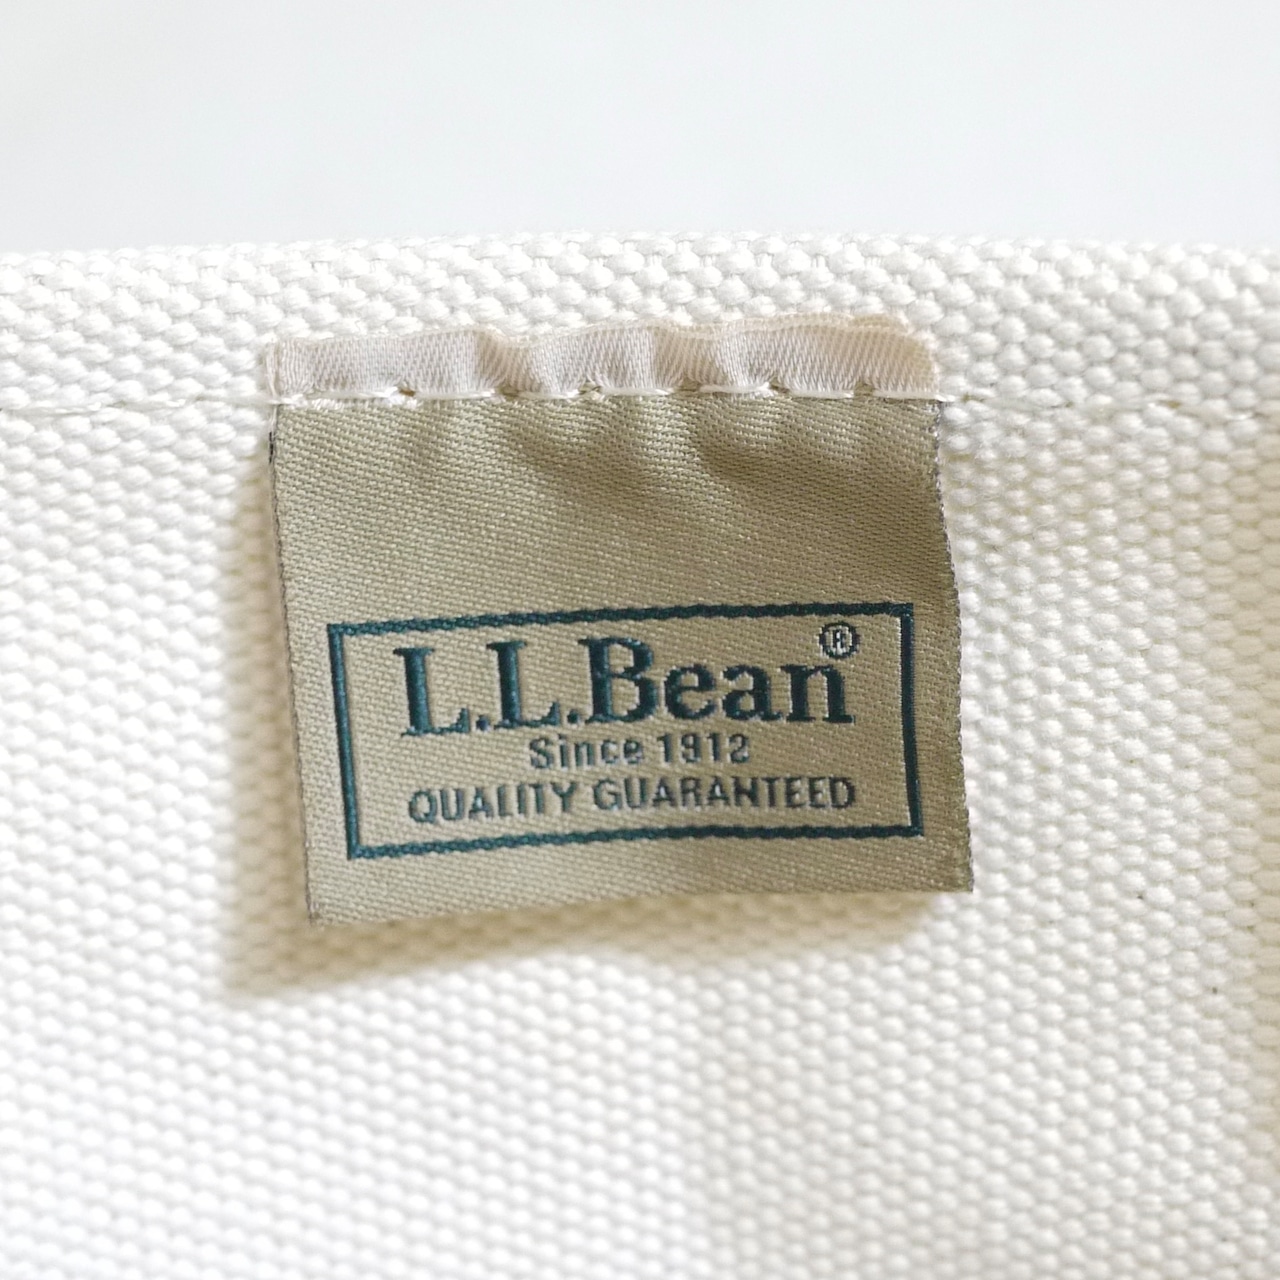 L.L.Bean®
Since 1912
QUALITY GUARANTEED